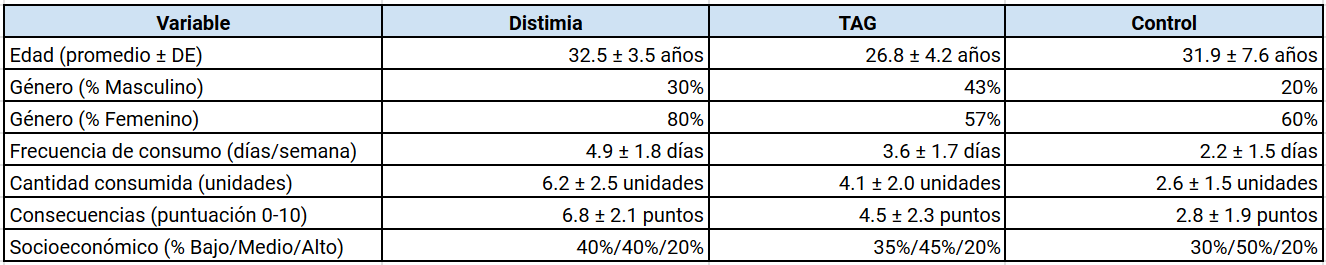 Variable Distimia TAG Control
Edad (promedio ± DE) 32.5 ± 3.5 años 26.8 ± 4.2 años 31.9 ± 7.6 años
Género (% Masculino) 30% 43% 20%
Género (% Femenino) 80% 57% 60%
Frecuencia de consumo (días/semana) 4.9 ± 1.8 días 3.6 ± 1.7 días 2.2 ± 1.5 días
Cantidad consumida (unidades) 6.2 ± 2.5 unidades 4.1 ± 2.0 unidades 2.6 ± 1.5 unidades
Consecuencias (puntuación 0-10) 6.8 ± 2.1 puntos 4.5 ± 2.3 puntos 2.8 ± 1.9 puntos
Socioeconómico (% Bajo/Medio/Alto) 40%/40%/20% 35%/45%/20% 30%/50%/20%